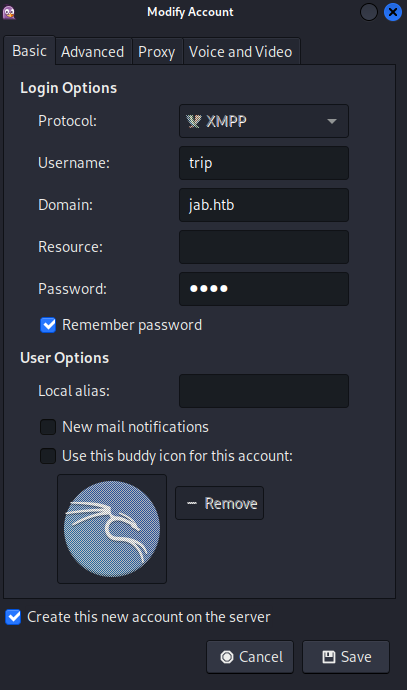 Modify Account
Basic Advanced Proxy Voice and Video
Login Options
Protocol: XMPP
Username: trip
Domain: jab.htb
Resource:
Password: ●●●●
Remember password
User Options
Local alias:
New mail notifications
Use this buddy icon for this account:
Remove
Create this new account on the server
Cancel Save